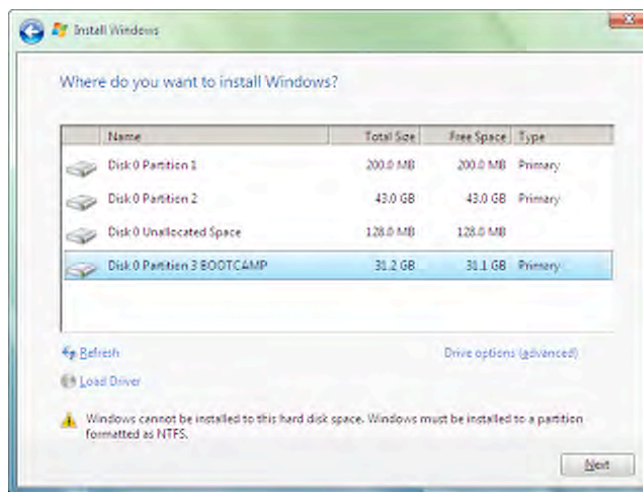 Install Windows
Where do you want to install Windows?
Name Total Size Free Space Type
Disk 0 Partition 1 200.0 MB 200.0 MB Primary
Disk 0 Partition 2 43.0 GB 43.0 GB Primary
Disk 0 Unallocated Space 128.0 MB 128.0 MB
Disk 0 Partition 3 BOOTCAMP 31.2 GB 31.1 GB Primary
Refresh Drive options (advanced)
Load Driver
Windows cannot be installed to this hard disk space. Windows must be installed to a partition
formatted as NTFS.
Next